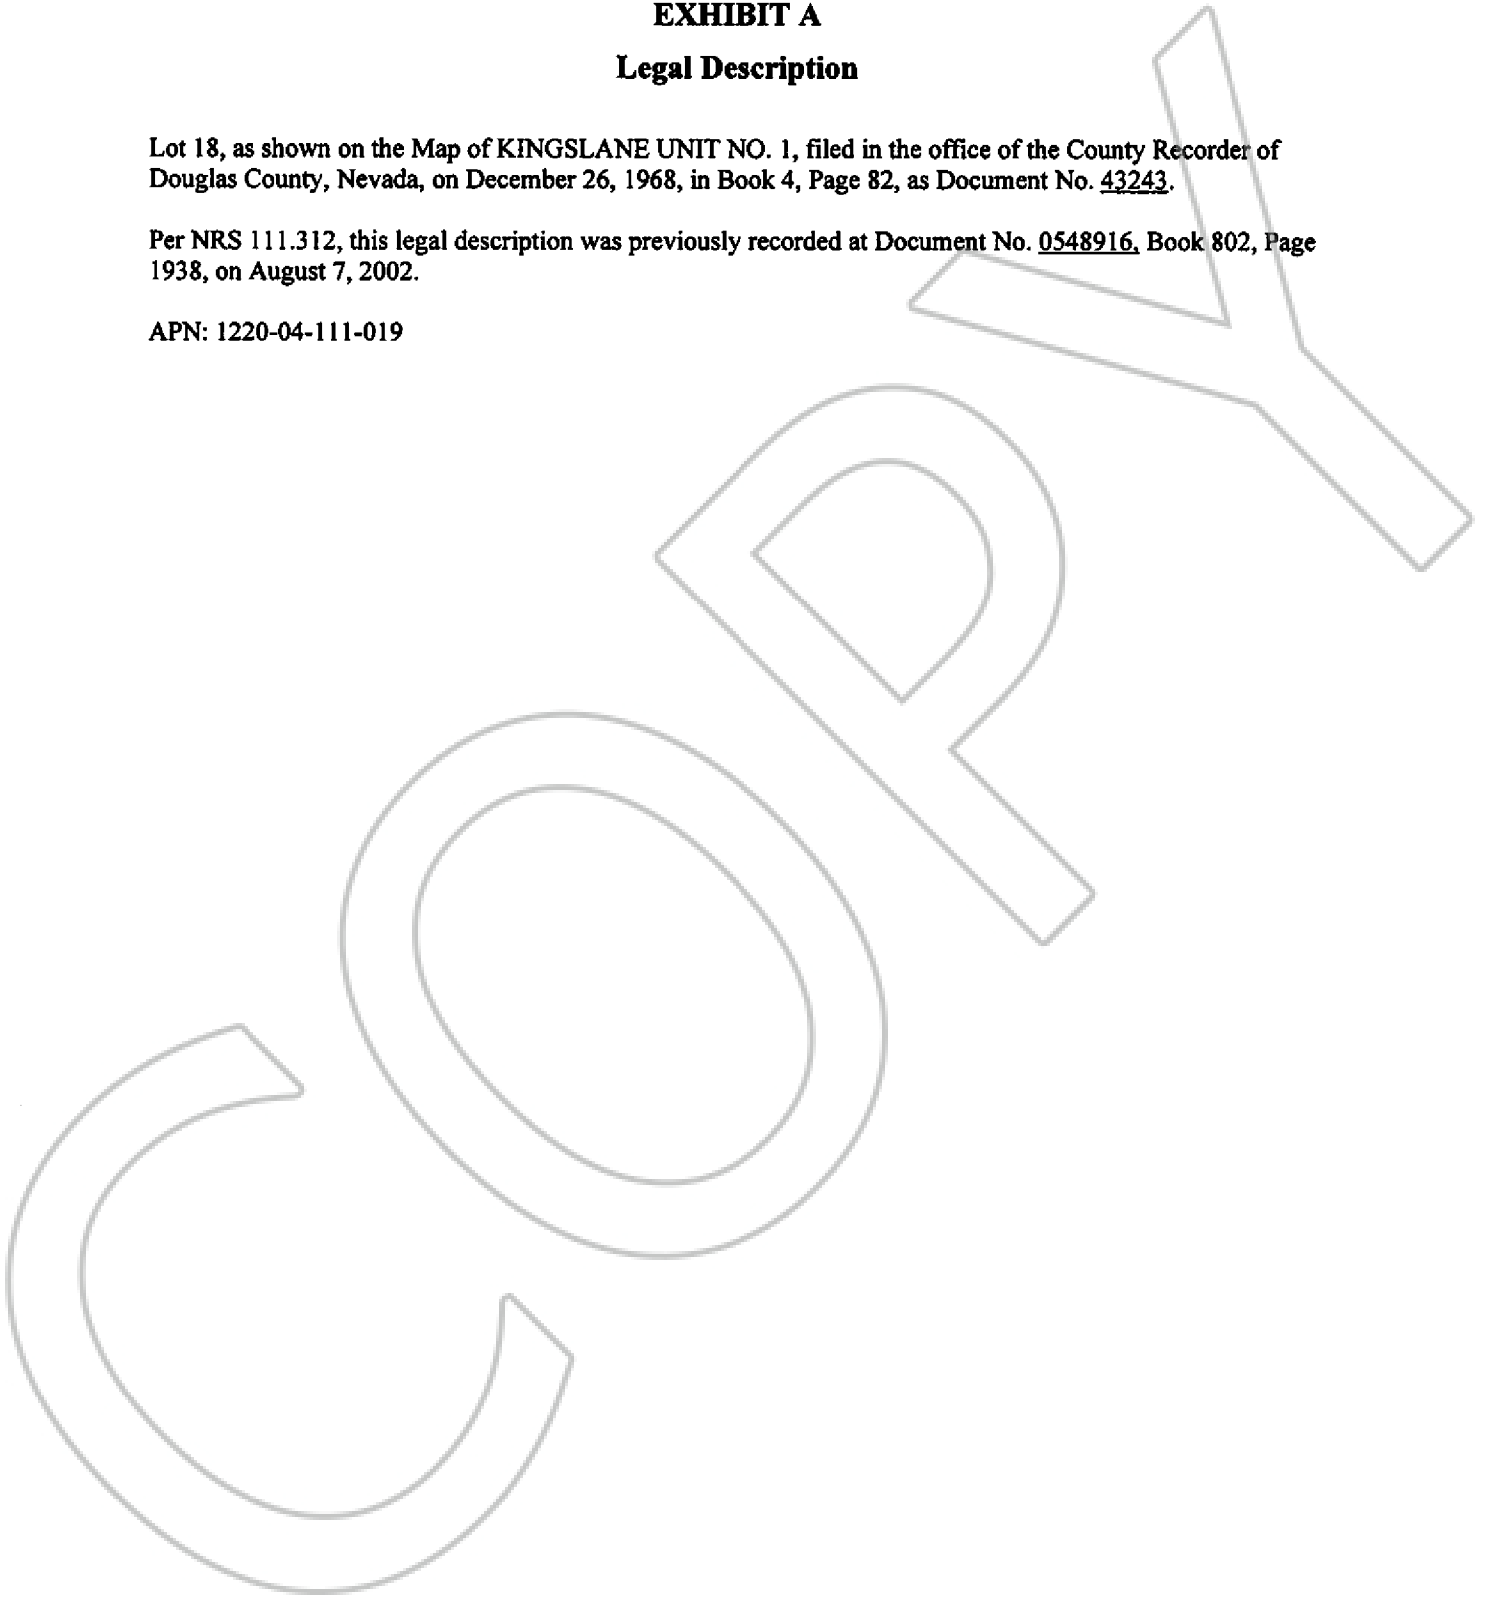 EXHIBIT A
Legal Description
Lot 18, as shown on the Map of KINGSLANE UNIT NO. 1, filed in the office of the County Recorder of
Douglas County, Nevada, on December 26, 1968, in Book 4, Page 82, as Document No. 43243.
Per NRS 111.312, this legal description was previously recorded at Document No. 0548916, Book 802, Page
1938, on August 7, 2002.
APN: 1220-04-111-019
COPY